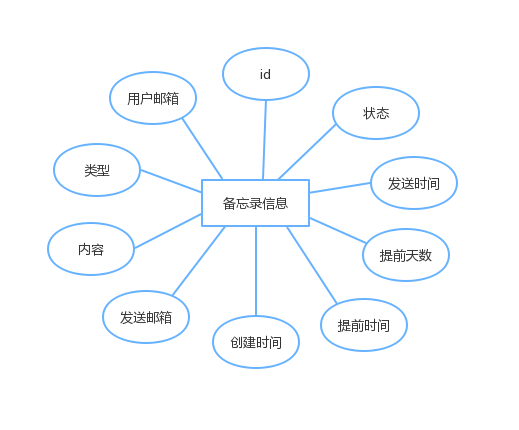 id
用户邮箱
状态
类型
发送时间
备忘录信息
内容
提前天数
发送邮箱
提前时间
创建时间